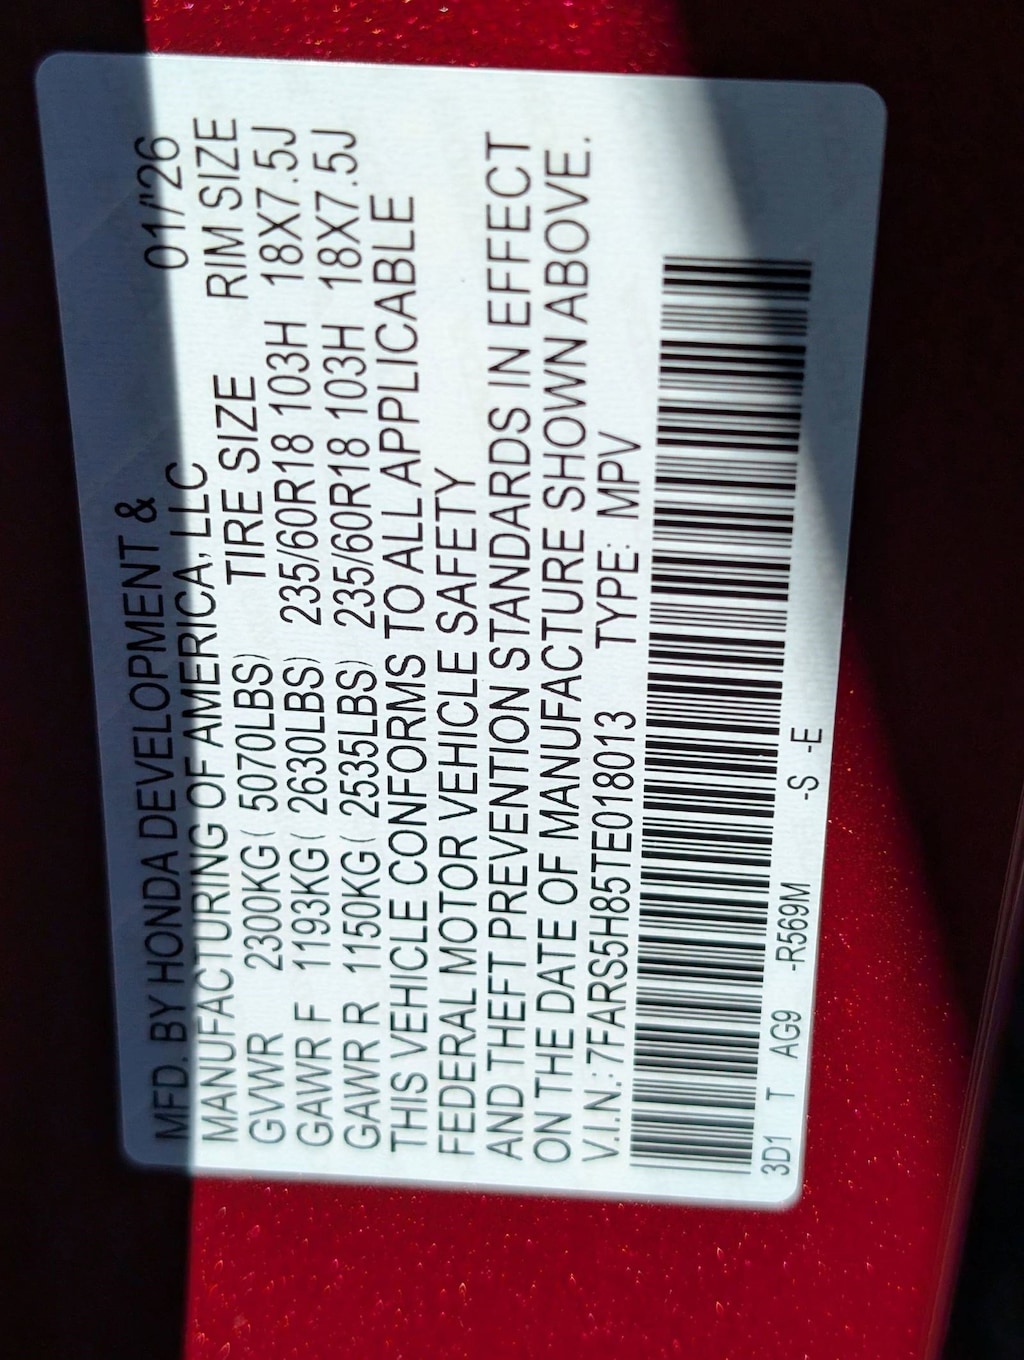 MFD. BY HONDA DEVELOPMENT & 01/'26
MANUFACTURING OF AMERICA, LLC
TIRE SIZE RIM SIZE
GVWR 2300KG( 5070LBS)
GAWR F 1193KG( 2630LBS) 235/60R18 103H 18X7.5J
GAWR R 1150KG( 2535LBS) 235/60R18 103H 18X7.5J
THIS VEHICLE CONFORMS TO ALL APPLICABLE
FEDERAL MOTOR VEHICLE SAFETY
AND THEFT PREVENTION STANDARDS IN EFFECT
ON THE DATE OF MANUFACTURE SHOWN ABOVE.
V.I.N.: 7FARS5H85TE018013 TYPE: MPV
3D1 T AG9 -R569M -S -E